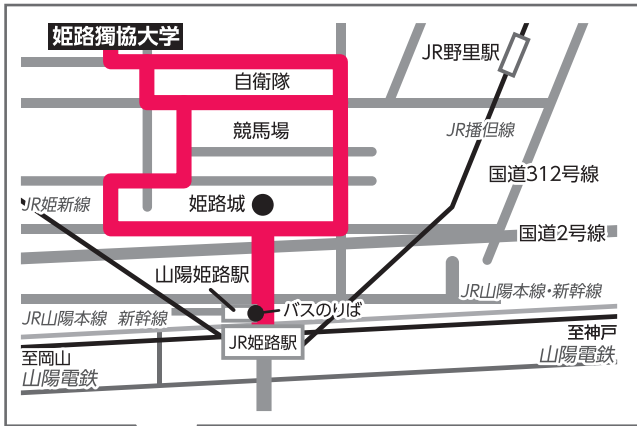 姫路獨協大学
JR野里駅
自衛隊
競馬場
JR播但線
国道312号線
JR姫新線
姫路城
国道2号線
山陽姫路駅
JR山陽本線・新幹線
バスのりば
JR山陽本線 新幹線
JR姫路駅
至神戸
至岡山
山陽電鉄
山陽電鉄